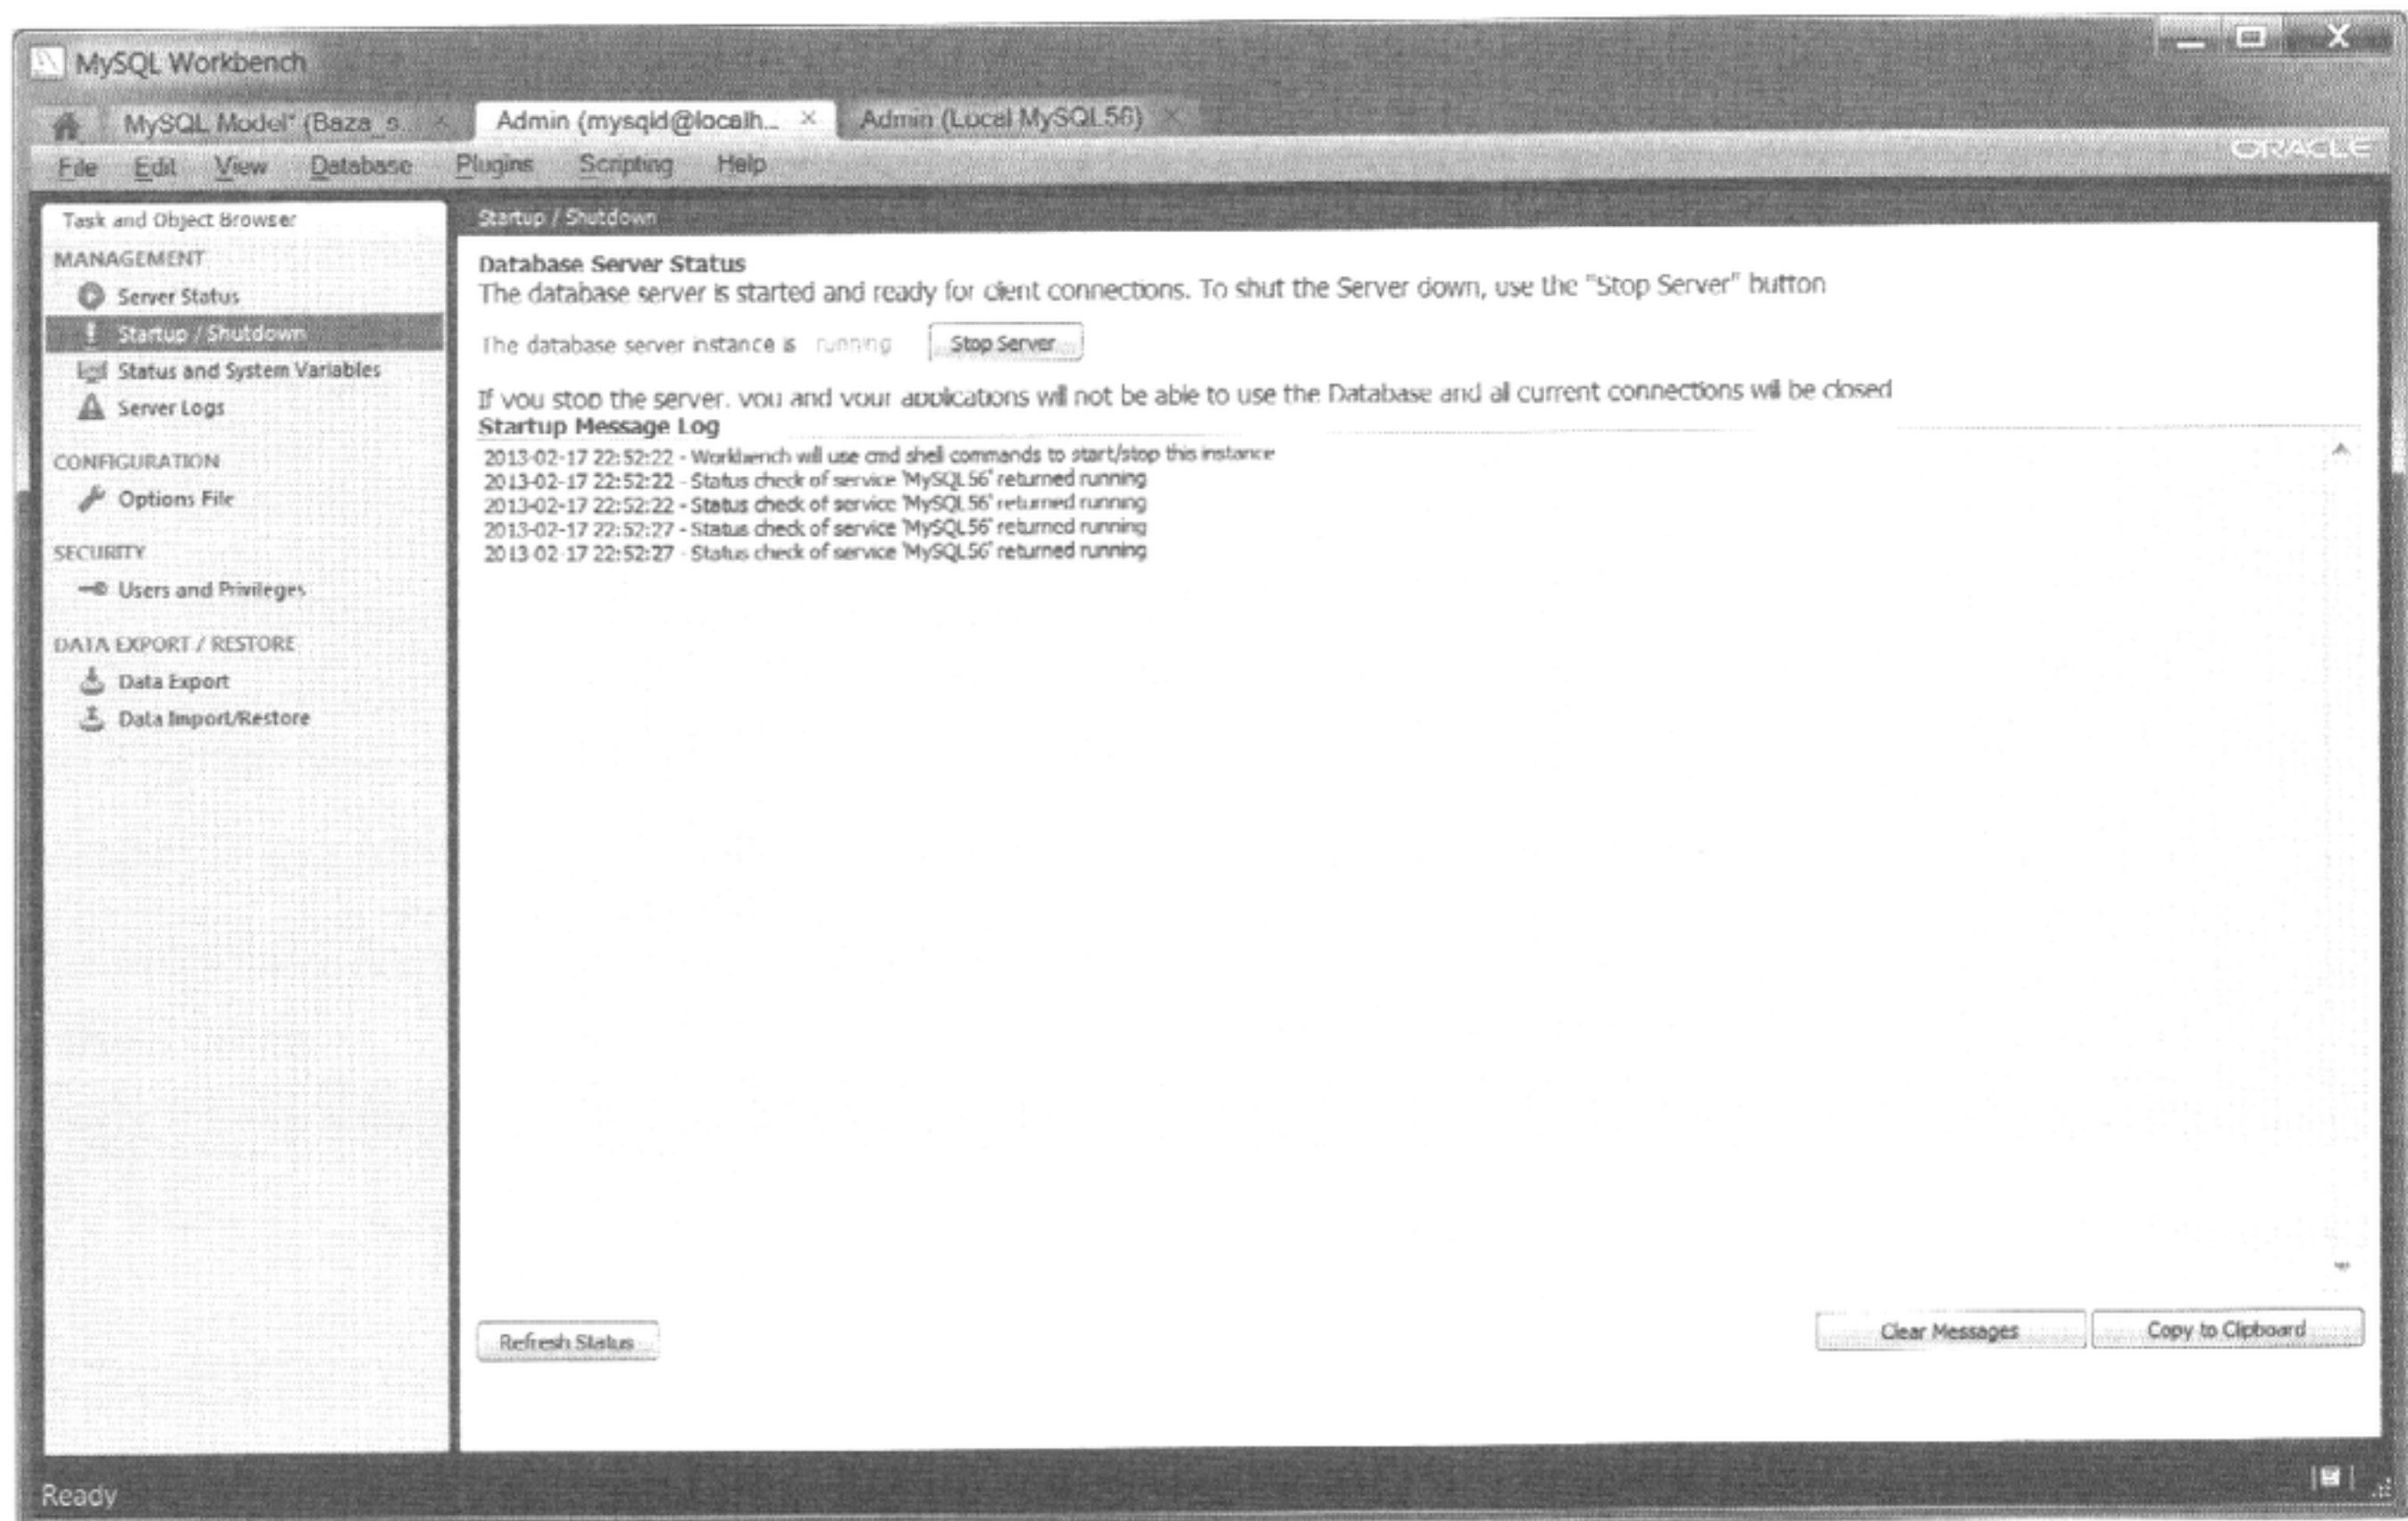 MySQL Workbench
MySQL Model* (Baza_s...
Admin (mysqld@localh...
Admin (Local MySQL56)
File Edit View Database Plugins Scripting Help
ORACLE
Task and Object Browser
MANAGEMENT
Server Status
Startup / Shutdown
Status and System Variables
Server Logs
CONFIGURATION
Options File
SECURITY
Users and Privileges
DATA EXPORT / RESTORE
Data Export
Data Import/Restore
Startup / Shutdown
Database Server Status
The database server is started and ready for client connections. To shut the Server down, use the "Stop Server" button
The database server instance is running Stop Server
If you stop the server, you and your applications will not be able to use the Database and all current connections will be closed
Startup Message Log
2013-02-17 22:52:22 - Workbench will use cmd shell commands to start/stop this instance
2013-02-17 22:52:22 - Status check of service 'MySQL56' returned running
2013-02-17 22:52:22 - Status check of service 'MySQL56' returned running
2013-02-17 22:52:27 - Status check of service 'MySQL56' returned running
2013-02-17 22:52:27 - Status check of service 'MySQL56' returned running
Refresh Status
Clear Messages
Copy to Clipboard
Ready